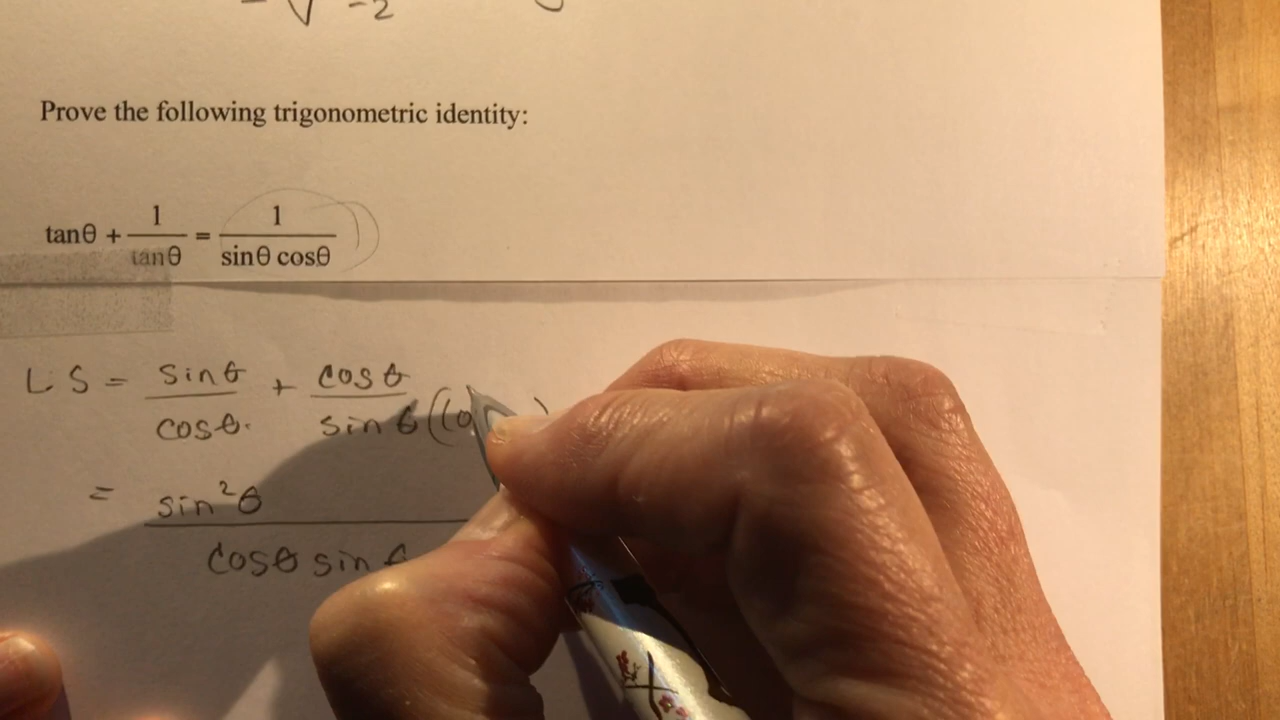 -2
Prove the following trigonometric identity:
tanθ + 1/tanθ = 1/(sinθ cosθ)
LS = sinθ/cosθ + cosθ/sinθ ((
= sin²θ/cosθ sin